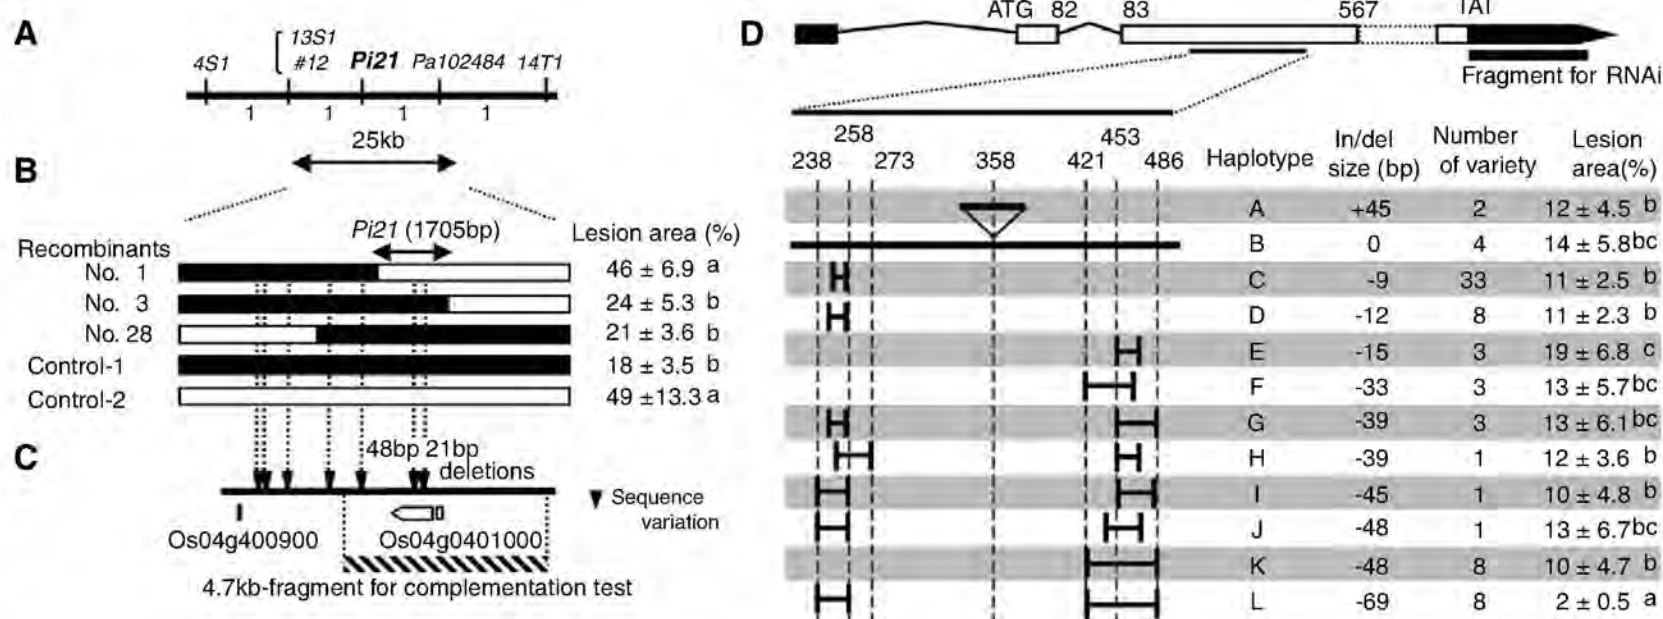 A
13S1
4S1 #12 Pi21 Pa102484 14T1
1 1 1 1
25kb
B
Pi21 (1705bp) Lesion area (%)
Recombinants
No. 1 46 ± 6.9 a
No. 3 24 ± 5.3 b
No. 28 21 ± 3.6 b
Control-1 18 ± 3.5 b
Control-2 49 ±13.3 a
C
48bp 21bp
deletions
Sequence
variation
Os04g400900 Os04g0401000
4.7kb-fragment for complementation test
D
ATG 82 83 567
Fragment for RNAi
258 453
238 273 358 421 486
Haplotype In/del size (bp) Number of variety Lesion area(%)
A +45 2 12 ± 4.5 b
B 0 4 14 ± 5.8 bc
C -9 33 11 ± 2.5 b
D -12 8 11 ± 2.3 b
E -15 3 19 ± 6.8 c
F -33 3 13 ± 5.7 bc
G -39 3 13 ± 6.1 bc
H -39 1 12 ± 3.6 b
I -45 1 10 ± 4.8 b
J -48 1 13 ± 6.7 bc
K -48 8 10 ± 4.7 b
L -69 8 2 ± 0.5 a